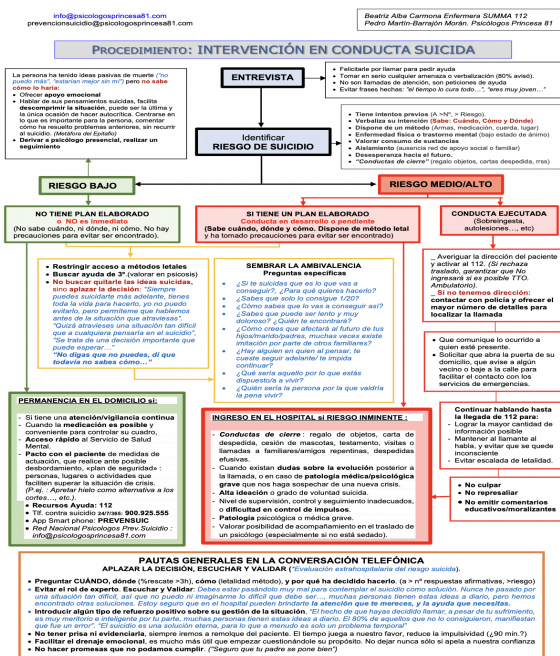 info@psicologosprincesa81.com
prevencionsuicidio@psicologosprincesa81.com
Beatriz Alba Carmona Enfermera SUMMA 112
Pedro Martín-Barrajón Morán. Psicólogos Princesa 81
PROCEDIMIENTO: INTERVENCIÓN EN CONDUCTA SUICIDA
La persona ha tenido ideas pasivas de muerte ("no
puedo más", "estarían mejor sin mi") pero no sabe
cómo lo haría:
• Ofrecer apoyo emocional
• Hablar de sus pensamientos suicidas, facilita
descomprimir la situación, puede ser la última y
la única ocasión de hacer autocrítica. Centrarse en
lo que es importante para la persona, comentar
cómo ha resuelto problemas anteriores, sin recurrir
al suicidio. (Metáfora del Epitafio)
• Derivar a psicólogo presencial, realizar un
seguimiento
ENTREVISTA
• Felicitarle por llamar para pedir ayuda
• Tomar en serio cualquier amenaza o verbalización (80% avisó).
• No son llamadas de atención, son peticiones de ayuda
• Evitar frases hechas: "el tiempo lo cura todo…", "eres muy joven…"
Identificar
RIESGO DE SUICIDIO
• Tiene intentos previos (A >Nº, > Riesgo).
• Verbaliza su intención (Sabe: Cuándo, Cómo y Dónde)
• Dispone de un método (Armas, medicación, cuerda, lugar)
• Enfermedad física o trastorno mental (bajo estado de ánimo)
• Valorar consumo de sustancias
• Aislamiento (ausencia red de apoyo social o familiar)
• Desesperanza hacia el futuro.
• "Conductas de cierre" (regalo objetos, cartas despedida, rrss)
RIESGO BAJO
RIESGO MEDIO/ALTO
NO TIENE PLAN ELABORADO
o NO es inmediato
(No sabe cuándo, ni dónde, ni cómo. No hay
precauciones para evitar ser encontrado).
SI TIENE UN PLAN ELABORADO
Conducta en desarrollo o pendiente
(Sabe cuándo, dónde y cómo. Dispone de método letal
y ha tomado precauciones para evitar ser encontrado)
CONDUCTA EJECUTADA
(Sobreingesta,
autolesiones…, etc)
• Restringir acceso a métodos letales
• Buscar ayuda de 3ª.(valorar en psicosis)
• No buscar quitarte las ideas suicidas,
sino aplazar la decisión: "Siempre
puedes suicidarte más adelante, tienes
toda la vida para hacerlo, yo no puedo
evitarlo, pero permíteme que hablemos
antes de la situación que atraviesas".
"Quizá atravieses una situación tan difícil
que a cualquiera pensaría en el suicidio",
"Se trata de una decisión importante que
puede esperar…"
"No digas que no puedes, di que
todavía no sabes cómo…"
SEMBRAR LA AMBIVALENCIA
Preguntas específicas
• ¿Si te suicidas que es lo que vas a
conseguir?, ¿Para qué quieres hacerlo?
• ¿Sabes que solo lo consigue 1/20?
• ¿Cómo sabes que lo vas a conseguir así?
• ¿Sabes que puede ser lento y muy
doloroso? ¿Quién te encontrará?
• ¿Cómo crees que afectará al futuro de tus
hijos/marido/padres, muchas veces existe
imitación por parte de otros familiares?
• ¿Hay alguien en quien al pensar, te
cueste seguir adelante/ te impida
continuar?
• ¿Qué sería aquello por lo que estás
dispuesto/a a vivir?
• ¿Quién sería la persona por la que valdría
la pena vivir?
_ Averiguar la dirección del paciente
y activar al 112. (Si rechaza
traslado, garantizar que No
ingresará si es posible TTO.
Ambulatorio).
_ Si no tenemos dirección:
contactar con policía y ofrecer el
mayor número de detalles para
localizar la llamada
• Que comunique lo ocurrido a
quien esté presente.
• Solicitar que abra la puerta de su
domicilio, que avise a algún
vecino o baje a la calle para
facilitar el contacto con los
servicios de emergencias.
Continuar hablando hasta
la llegada de 112 para:
- Lograr la mayor cantidad de
información posible
- Mantener al llamante al
habla, y evitar que se quede
inconsciente
- Evitar escalada de letalidad.
• No culpar
• No represaliar
• No emitir comentarios
educativos/moralizantes
PERMANENCIA EN EL DOMICILIO si:
- Si tiene una atención/vigilancia continua
- Cuando la medicación es posible y
conveniente para controlar su cuadro,
- Acceso rápido al Servicio de Salud
Mental.
- Pacto con el paciente de medidas de
actuación, que realice ante posible
desbordamiento, «plan de seguridad» :
personas, lugares o actividades que
faciliten superar la situación de crisis.
(P.ej. : Apretar hielo como alternativa a los
cortes…, etc.).
• Recursos Ayuda: 112
• Tlf. contra suicidio 24/7/365: 900.925.555
• App Smart phone: PREVENSUIC
• Red Nacional Psicologos Prev.Suicidio :
info@psicologosprincesa81.com
INGRESO EN EL HOSPITAL si RIESGO INMINENTE :
- Conductas de cierre : regalo de objetos, carta de
despedida, cesión de mascotas, testamento, visitas o
llamadas a familiares/amigos repentinas, despedidas
efusivas.
- Cuando existan dudas sobre la evolución posterior a
la llamada, o en caso de patología médica/psicológica
grave que nos haga sospechar de una nueva crisis.
- Alta ideación o grado de voluntad suicida.
- Nivel de supervisión, control y seguimiento inadecuados,
o dificultad en control de impulsos.
- Patología psicológica o médica grave.
- Valorar posibilidad de acompañamiento en el traslado de
un psicólogo (especialmente si no está sedado).
PAUTAS GENERALES EN LA CONVERSACIÓN TELEFÓNICA
APLAZAR LA DECISIÓN, ESCUCHAR Y VALIDAR ("Evaluación extrahospilaria del riesgo suicida).
• Preguntar CUÁNDO, dónde (%rescate >3h), cómo (letalidad método), y por qué ha decidido hacerlo. (a > nº respuestas afirmativas, >riesgo)
• Evitar el rol de experto. Escuchar y Validar: Debes estar pasándolo muy mal para contemplar el suicidio como solución. Nunca he pasado por
una situación tan difícil, así que no puedo ni imaginarme lo difícil que debe ser…, muchas personas tienen estas ideas a diario, pero hemos
encontrado otras soluciones. Estoy seguro que en el hospital pueden brindarte la atención que te mereces, y la ayuda que necesitas.
• Introducir algún tipo de refuerzo positivo sobre su gestión de la situación. "El hecho de que hayas decidido llamar, a pesar de tu sufrimiento,
es muy meritorio e inteligente por tu parte, muchas personas tienen estas ideas a diario. El 80% de aquellos que no lo consiguieron, manifiestan
que fue un error". "El suicidio es una solución eterna, para lo que a menudo es solo un problema temporal"
• No tener prisa ni evidenciarla, siempre iremos a remolque del paciente. El tiempo juega a nuestro favor, reduce la impulsividad (¿90 min.?)
• Facilitar el drenaje emocional, es mucho más útil que empezar cuestionándole su propósito. No dejar nunca sólo si apela a nuestra confianza
• No hacer promesas que no podamos cumplir. ("Seguro que tu padre se pone bien")